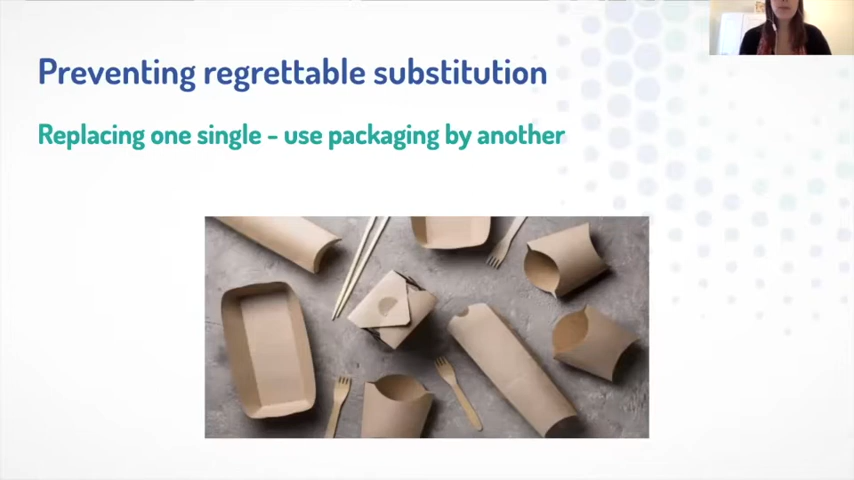 Preventing regrettable substitution
Replacing one single - use packaging by another